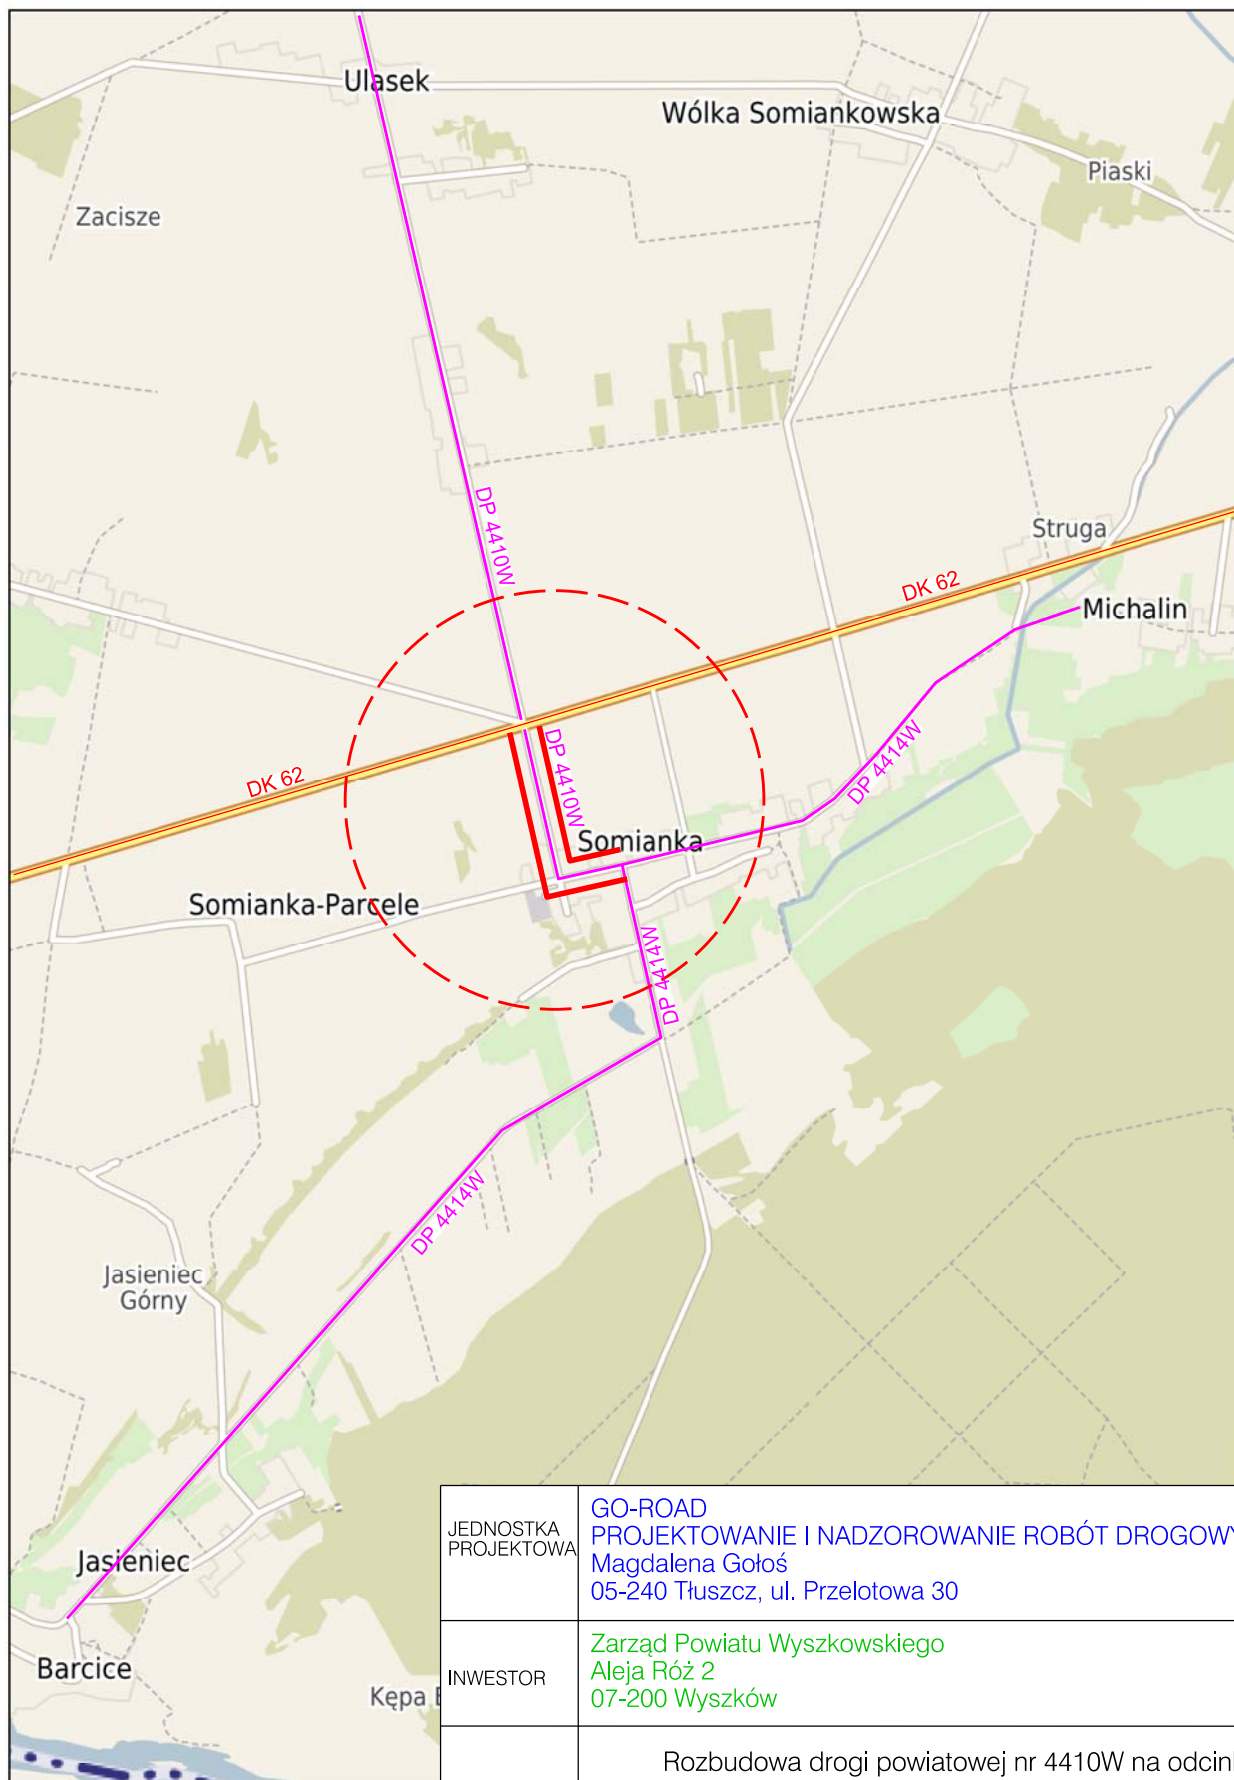 Ulasek
Wólka Somiankowska
Piaski
Zacisze
DP 4410W
Struga
DK 62
Michalin
DP 4410W
DK 62
DP 4414W
Somianka
Somianka-Parcele
DP 4414W
DP 4414W
Jasieniec
Górny
Jasieniec
Barcice
Kępa
JEDNOSTKA
PROJEKTOWA
GO-ROAD
PROJEKTOWANIE I NADZOROWANIE ROBÓT DROGOWY
Magdalena Gołoś
05-240 Tłuszcz, ul. Przelotowa 30
INWESTOR
Zarząd Powiatu Wyszkowskiego
Aleja Róż 2
07-200 Wyszków
Rozbudowa drogi powiatowej nr 4410W na odcin